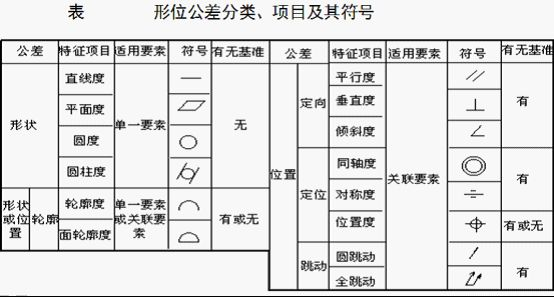 表 形位公差分类、项目及其符号
公差 特征项目 适用要素 符号 有无基准 公差 特征项目 适用要素 符号 有无基准
形状 直线度 单一要素 — 无
平面度 ▱
圆度 ○
圆柱度 ⌭
形状或位置 轮廓 轮廓度 单一要素或关联要素 ⌒ 有或无
面轮廓度 ⌓
位置 定向 平行度 关联要素 // 有
垂直度 ⊥
倾斜度 ∠
定位 同轴度 ◎ 有
对称度 ⌯
位置度 ⌖ 有或无
跳动 圆跳动 ↗ 有
全跳动 ⌰